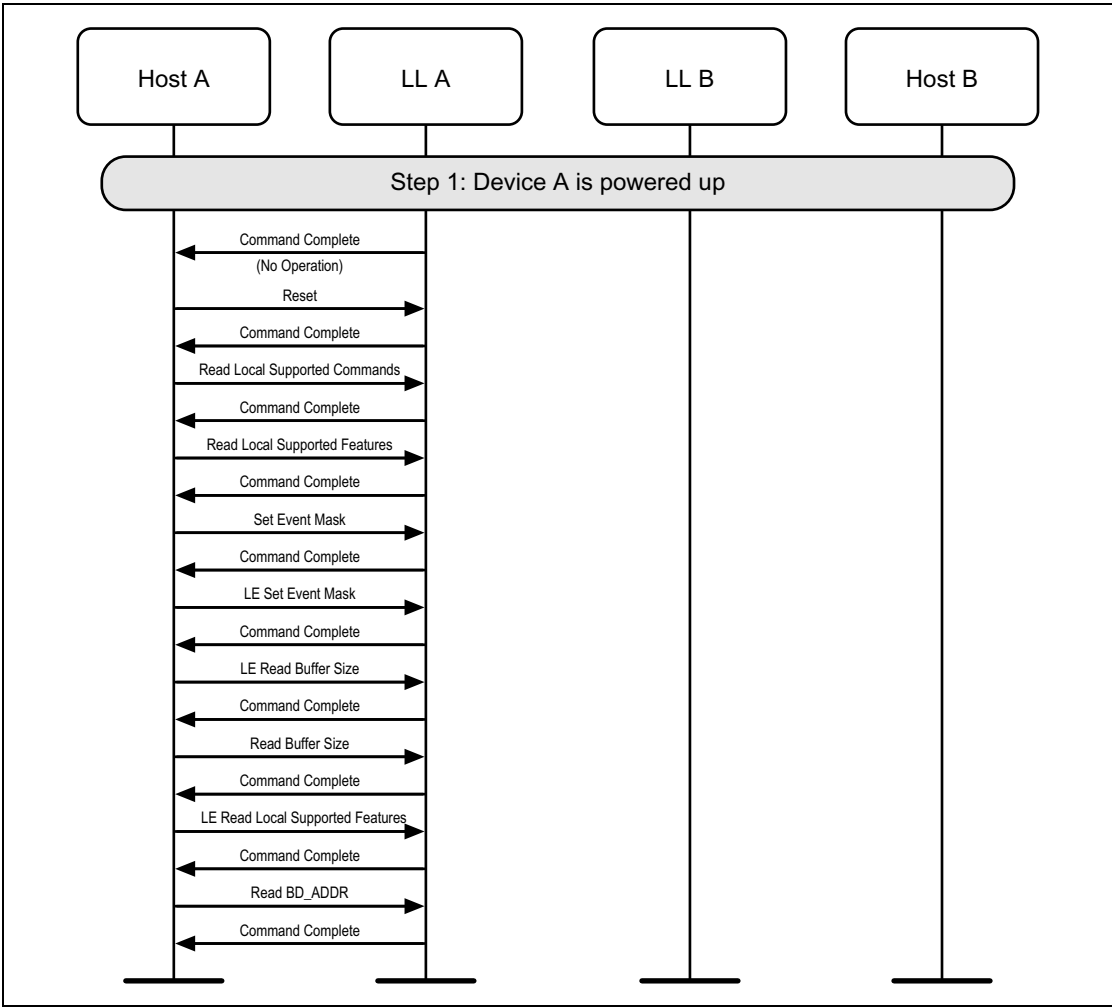 Host A
LL A
LL B
Host B
Step 1: Device A is powered up
Command Complete
(No Operation)
Reset
Command Complete
Read Local Supported Commands
Command Complete
Read Local Supported Features
Command Complete
Set Event Mask
Command Complete
LE Set Event Mask
Command Complete
LE Read Buffer Size
Command Complete
Read Buffer Size
Command Complete
LE Read Local Supported Features
Command Complete
Read BD_ADDR
Command Complete